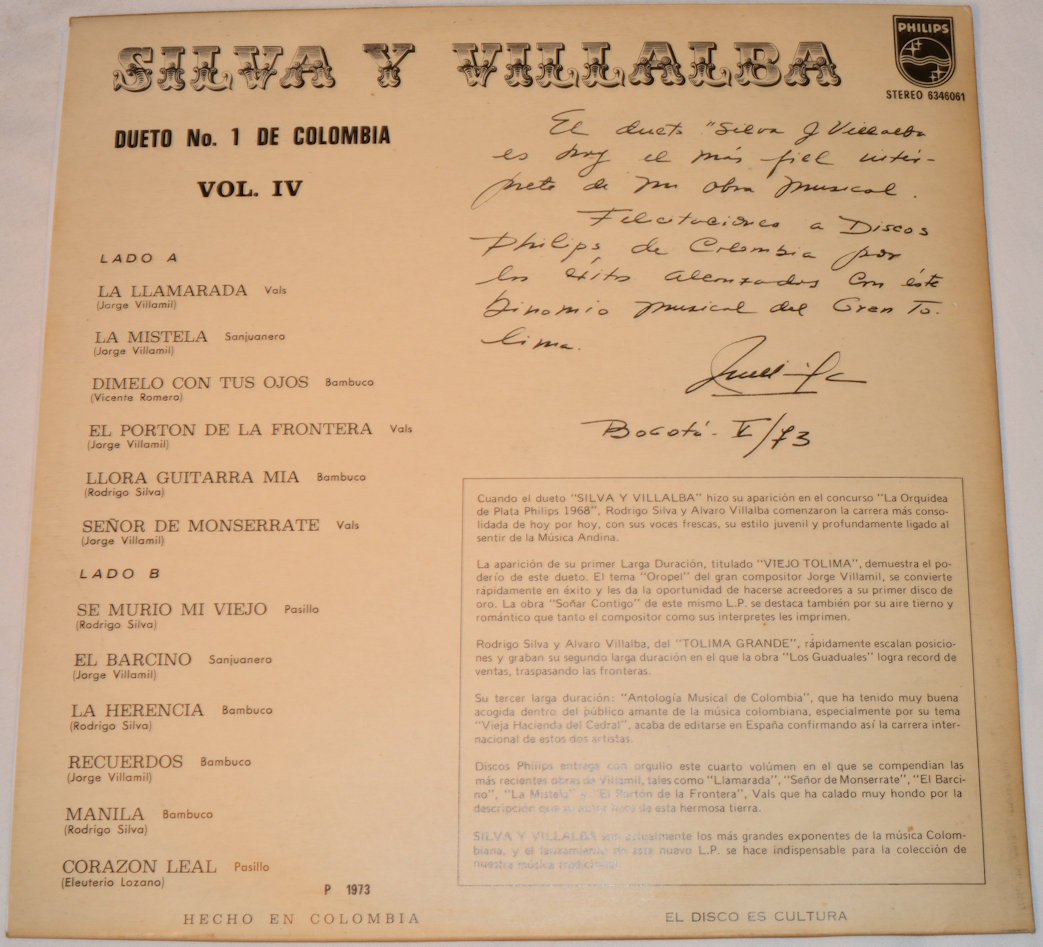 SILVA Y VILLALBA
PHILIPS
STEREO 6346061
DUETO No. 1 DE COLOMBIA
VOL. IV
LADO A
LA LLAMARADA Vals
(Jorge Villamil)
LA MISTELA Sanjuanero
(Jorge Villamil)
DIMELO CON TUS OJOS Bambuco
(Vicente Romero)
EL PORTON DE LA FRONTERA Vals
(Jorge Villamil)
LLORA GUITARRA MIA Bambuco
(Rodrigo Silva)
SEÑOR DE MONSERRATE Vals
(Jorge Villamil)
LADO B
SE MURIO MI VIEJO Pasillo
(Rodrigo Silva)
EL BARCINO Sanjuanero
(Jorge Villamil)
LA HERENCIA Bambuco
(Rodrigo Silva)
RECUERDOS Bambuco
(Jorge Villamil)
MANILA Bambuco
(Rodrigo Silva)
CORAZON LEAL Pasillo
(Eleuterio Lozano)
P 1973
HECHO EN COLOMBIA
El dueto "Silva y Villalba
es hoy el más fiel intér-
prete de mi obra musical.
Felicitaciones a Discos
Philips de Colombia por
los éxitos alcanzados con éste
binomio musical del Gran To-
lima.
Bogotá - V/73
Cuando el dueto "SILVA Y VILLALBA" hizo su aparición en el concurso "La Orquidea
de Plata Philips 1968", Rodrigo Silva y Alvaro Villalba comenzaron la carrera más conso-
lidada de hoy por hoy, con sus voces frescas, su estilo juvenil y profundamente ligado al
sentir de la Música Andina.
La aparición de su primer Larga Duración, titulado "VIEJO TOLIMA", demuestra el po-
derío de este dueto. El tema "Oropel" del gran compositor Jorge Villamil, se convierte
rápidamente en éxito y les da la oportunidad de hacerse acreedores a su primer disco de
oro. La obra "Soñar Contigo" de este mismo L.P. se destaca también por su aire tierno y
romántico que tanto el compositor como sus interpretes les imprimen.
Rodrigo Silva y Alvaro Villalba, del "TOLIMA GRANDE", rápidamente escalan posicio-
nes y graban su segundo larga duración en el que la obra "Los Guaduales" logra record de
ventas, traspasando las fronteras.
Su tercer larga duración: "Antología Musical de Colombia", que ha tenido muy buena
acogida dentro del público amante de la música colombiana, especialmente por su tema
"Vieja Hacienda del Cedral", acaba de editarse en España confirmando así la carrera inter-
nacional de estos dos artistas.
Discos Philips entrega con orgullo este cuarto volúmen en el que se compendian las
más recientes obras de Villamil, tales como "Llamarada", "Señor de Monserrate", "El Barci-
no", "La Mistela" y "El Porton de la Frontera", Vals que ha calado muy hondo por la
descripción que su autor hace de esta hermosa tierra.
SILVA Y VILLALBA son actualmente los más grandes exponentes de la música Colom-
biana, y el lanzamiento de este nuevo L.P. se hace indispensable para la colección de
nuestra música tradicional.
EL DISCO ES CULTURA